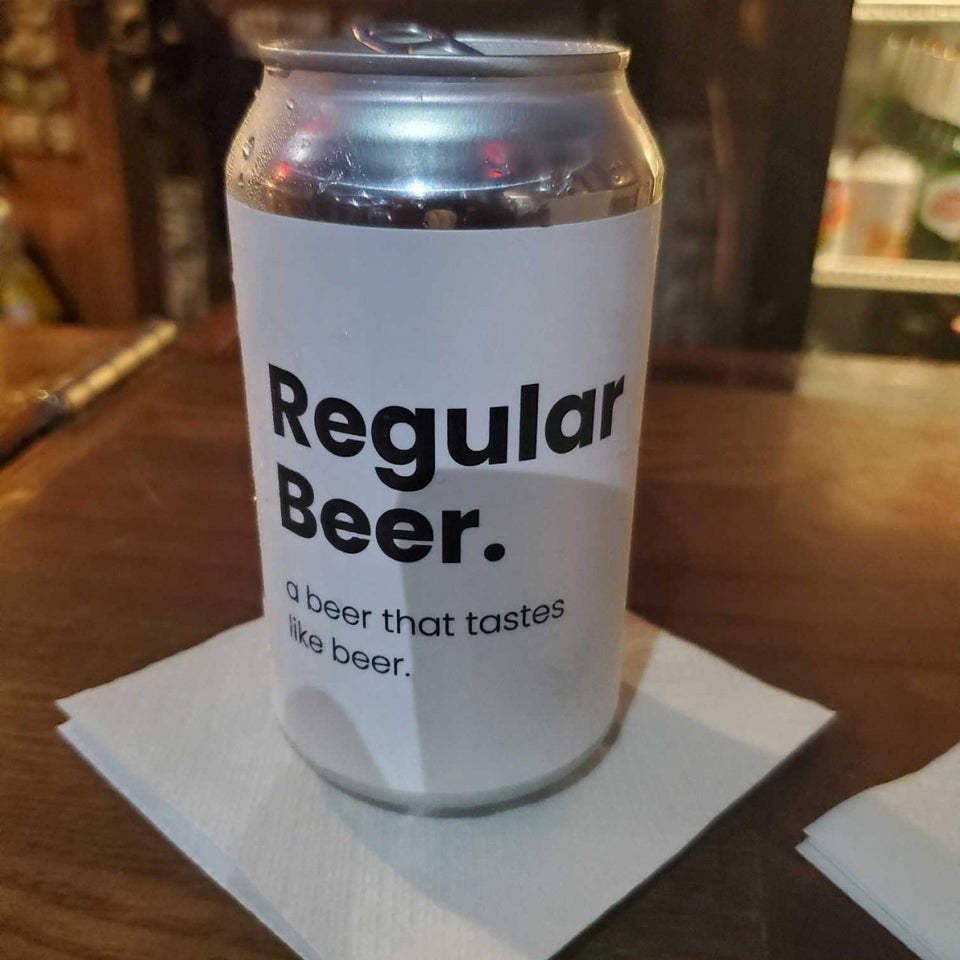 Regular
Beer.
a beer that tastes
like beer.